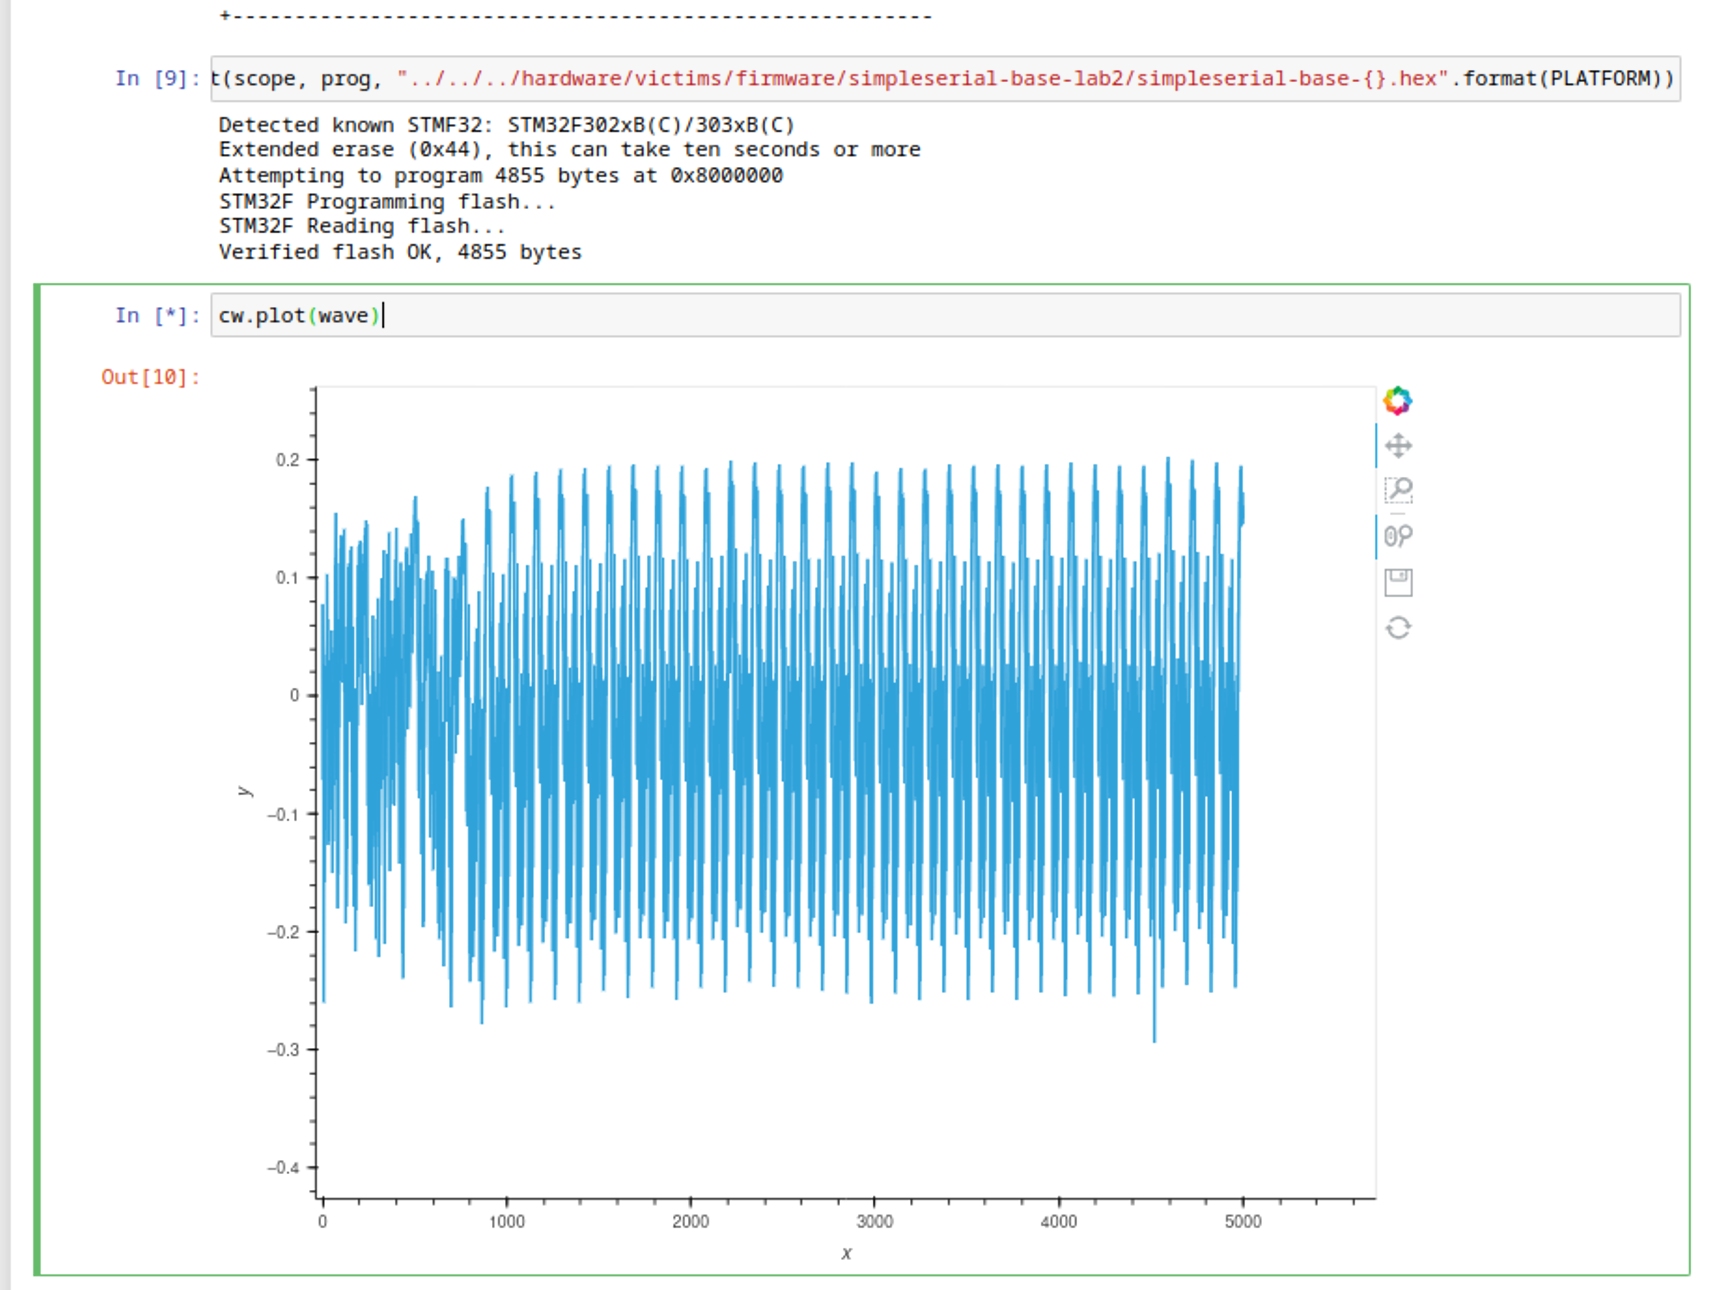 +---------------------------------------------------------
In [9]: t(scope, prog, "../../../hardware/victims/firmware/simpleserial-base-lab2/simpleserial-base-{}.hex".format(PLATFORM))
Detected known STMF32: STM32F302xB(C)/303xB(C)
Extended erase (0x44), this can take ten seconds or more
Attempting to program 4855 bytes at 0x8000000
STM32F Programming flash...
STM32F Reading flash...
Verified flash OK, 4855 bytes
In [*]: cw.plot(wave)
Out[10]:
0.2
0.1
0
−0.1
−0.2
−0.3
−0.4
y
0 1000 2000 3000 4000 5000
x